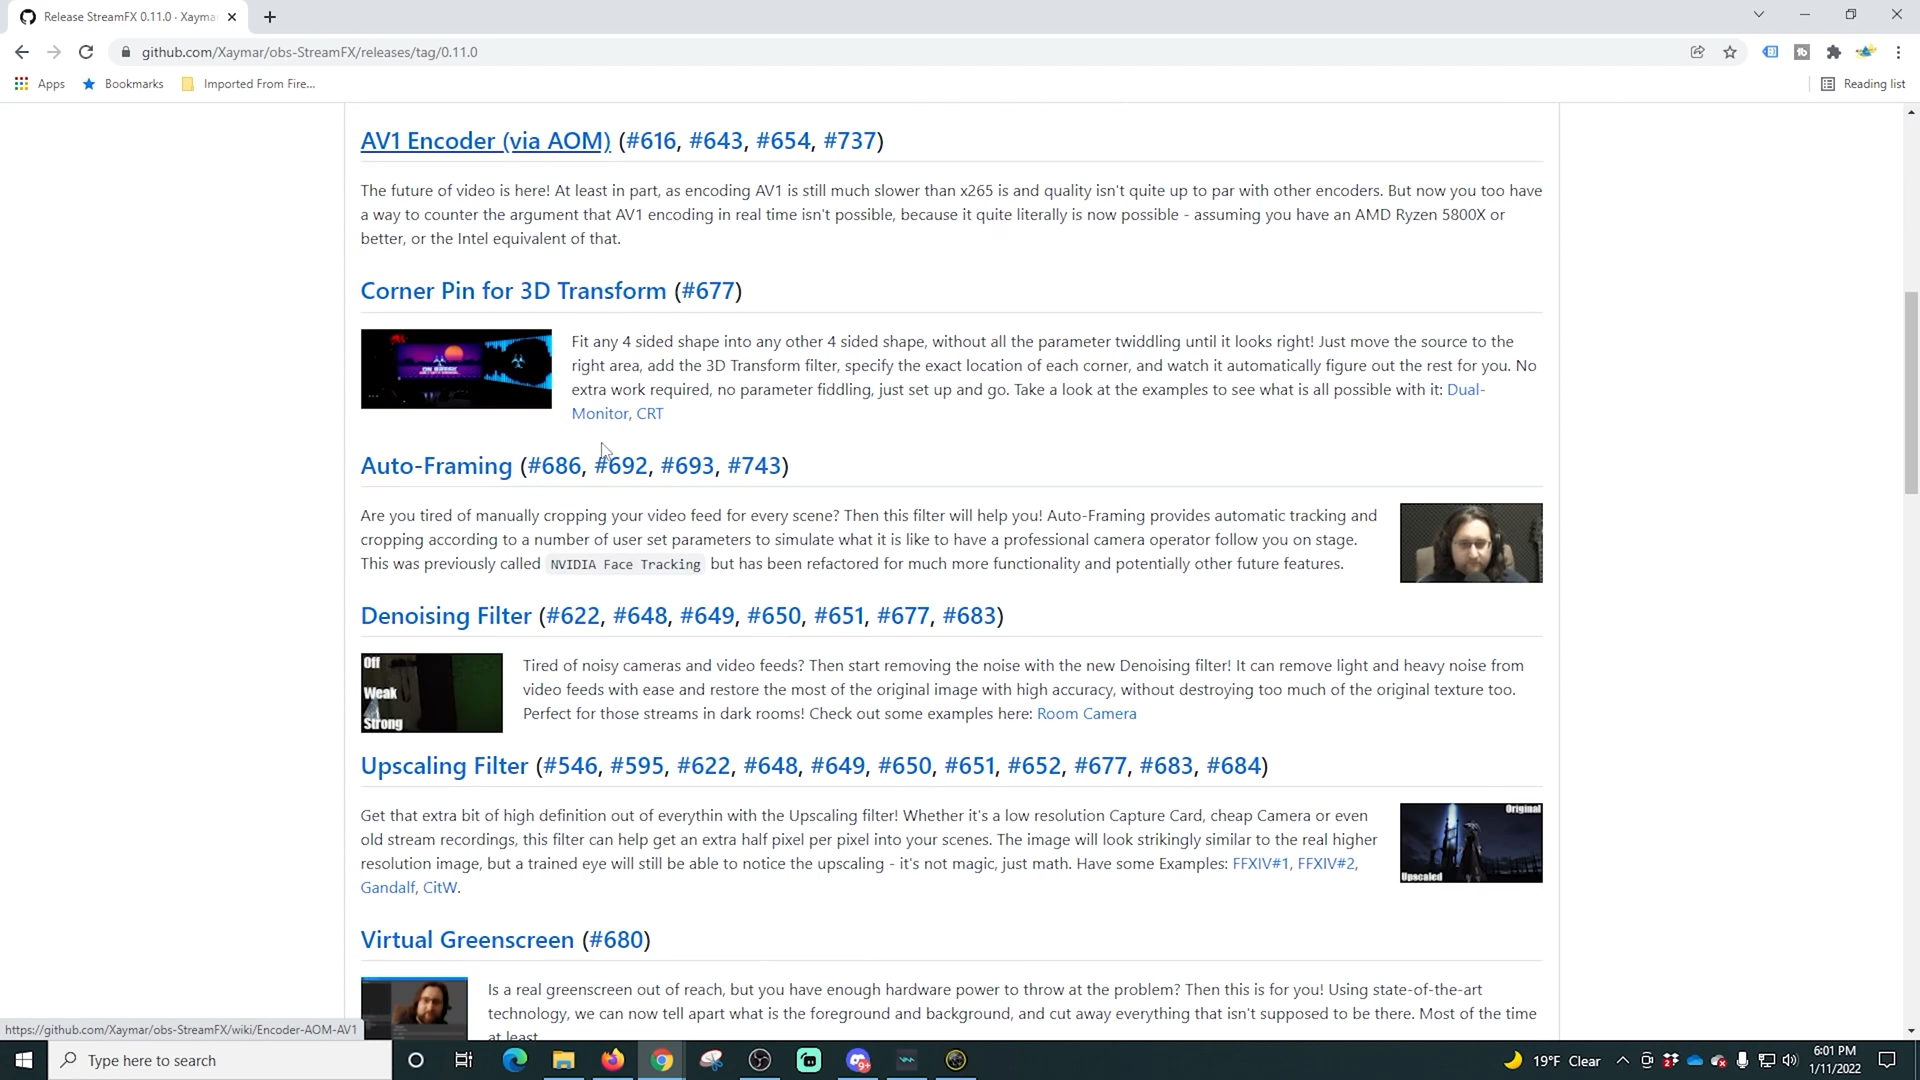 Release StreamFX 0.11.0 · Xayma
github.com/Xaymar/obs-StreamFX/releases/tag/0.11.0
Apps Bookmarks Imported From Fire... Reading list
AV1 Encoder (via AOM) (#616, #643, #654, #737)
The future of video is here! At least in part, as encoding AV1 is still much slower than x265 is and quality isn't quite up to par with other encoders. But now you too have
a way to counter the argument that AV1 encoding in real time isn't possible, because it quite literally is now possible - assuming you have an AMD Ryzen 5800X or
better, or the Intel equivalent of that.
Corner Pin for 3D Transform (#677)
Fit any 4 sided shape into any other 4 sided shape, without all the parameter twiddling until it looks right! Just move the source to the
right area, add the 3D Transform filter, specify the exact location of each corner, and watch it automatically figure out the rest for you. No
extra work required, no parameter fiddling, just set up and go. Take a look at the examples to see what is all possible with it: Dual-
Monitor, CRT
Auto-Framing (#686, #692, #693, #743)
Are you tired of manually cropping your video feed for every scene? Then this filter will help you! Auto-Framing provides automatic tracking and
cropping according to a number of user set parameters to simulate what it is like to have a professional camera operator follow you on stage.
This was previously called NVIDIA Face Tracking but has been refactored for much more functionality and potentially other future features.
Denoising Filter (#622, #648, #649, #650, #651, #677, #683)
Off
Weak
Strong
Tired of noisy cameras and video feeds? Then start removing the noise with the new Denoising filter! It can remove light and heavy noise from
video feeds with ease and restore the most of the original image with high accuracy, without destroying too much of the original texture too.
Perfect for those streams in dark rooms! Check out some examples here: Room Camera
Upscaling Filter (#546, #595, #622, #648, #649, #650, #651, #652, #677, #683, #684)
Get that extra bit of high definition out of everythin with the Upscaling filter! Whether it's a low resolution Capture Card, cheap Camera or even
old stream recordings, this filter can help get an extra half pixel per pixel into your scenes. The image will look strikingly similar to the real higher
resolution image, but a trained eye will still be able to notice the upscaling - it's not magic, just math. Have some Examples: FFXIV#1, FFXIV#2,
Gandalf, CitW.
Original
Upscaled
Virtual Greenscreen (#680)
Is a real greenscreen out of reach, but you have enough hardware power to throw at the problem? Then this is for you! Using state-of-the-art
technology, we can now tell apart what is the foreground and background, and cut away everything that isn't supposed to be there. Most of the time
at least.
https://github.com/Xaymar/obs-StreamFX/wiki/Encoder-AOM-AV1
Type here to search
19°F Clear
6:01 PM
1/11/2022